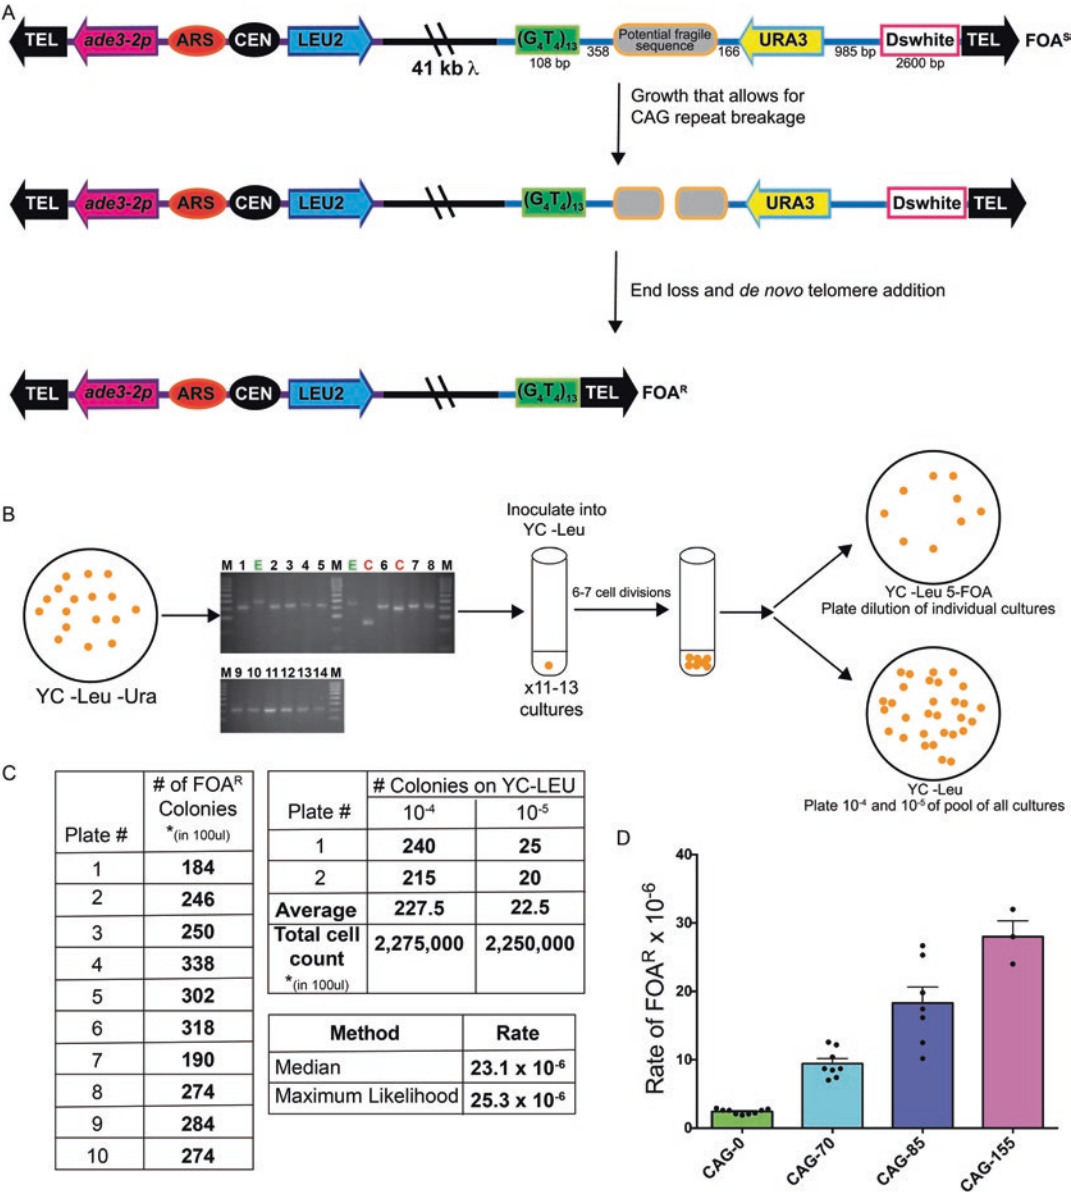 A
TEL ade3-2p ARS CEN LEU2 (G4T4)13 Potential fragile sequence URA3 Dswhite TEL FOAS
41 kb λ 108 bp 358 166 985 bp 2600 bp
Growth that allows for
CAG repeat breakage
TEL ade3-2p ARS CEN LEU2 (G4T4)13 URA3 Dswhite TEL
End loss and de novo telomere addition
TEL ade3-2p ARS CEN LEU2 (G4T4)13 TEL FOAR
B
YC -Leu -Ura
M 1 E 2 3 4 5 M E C 6 C 7 8
M 9 10 11 12 13 14 M
Inoculate into
YC -Leu
x11-13
cultures
6-7 cell divisions
YC -Leu 5-FOA
Plate dilution of individual cultures
YC -Leu
Plate 10-4 and 10-5 of pool of all cultures
C
Plate # # of FOAR Colonies *(in 100ul)
1 184
2 246
3 250
4 338
5 302
6 318
7 190
8 274
9 284
10 274
# Colonies on YC-LEU
Plate # 10-4 10-5
1 240 25
2 215 20
Average 227.5 22.5
Total cell count *(in 100ul) 2,275,000 2,250,000
Method Rate
Median 23.1 x 10-6
Maximum Likelihood 25.3 x 10-6
D
Rate of FOAR x 10-6
40
30
20
10
0
CAG-0 CAG-70 CAG-85 CAG-155